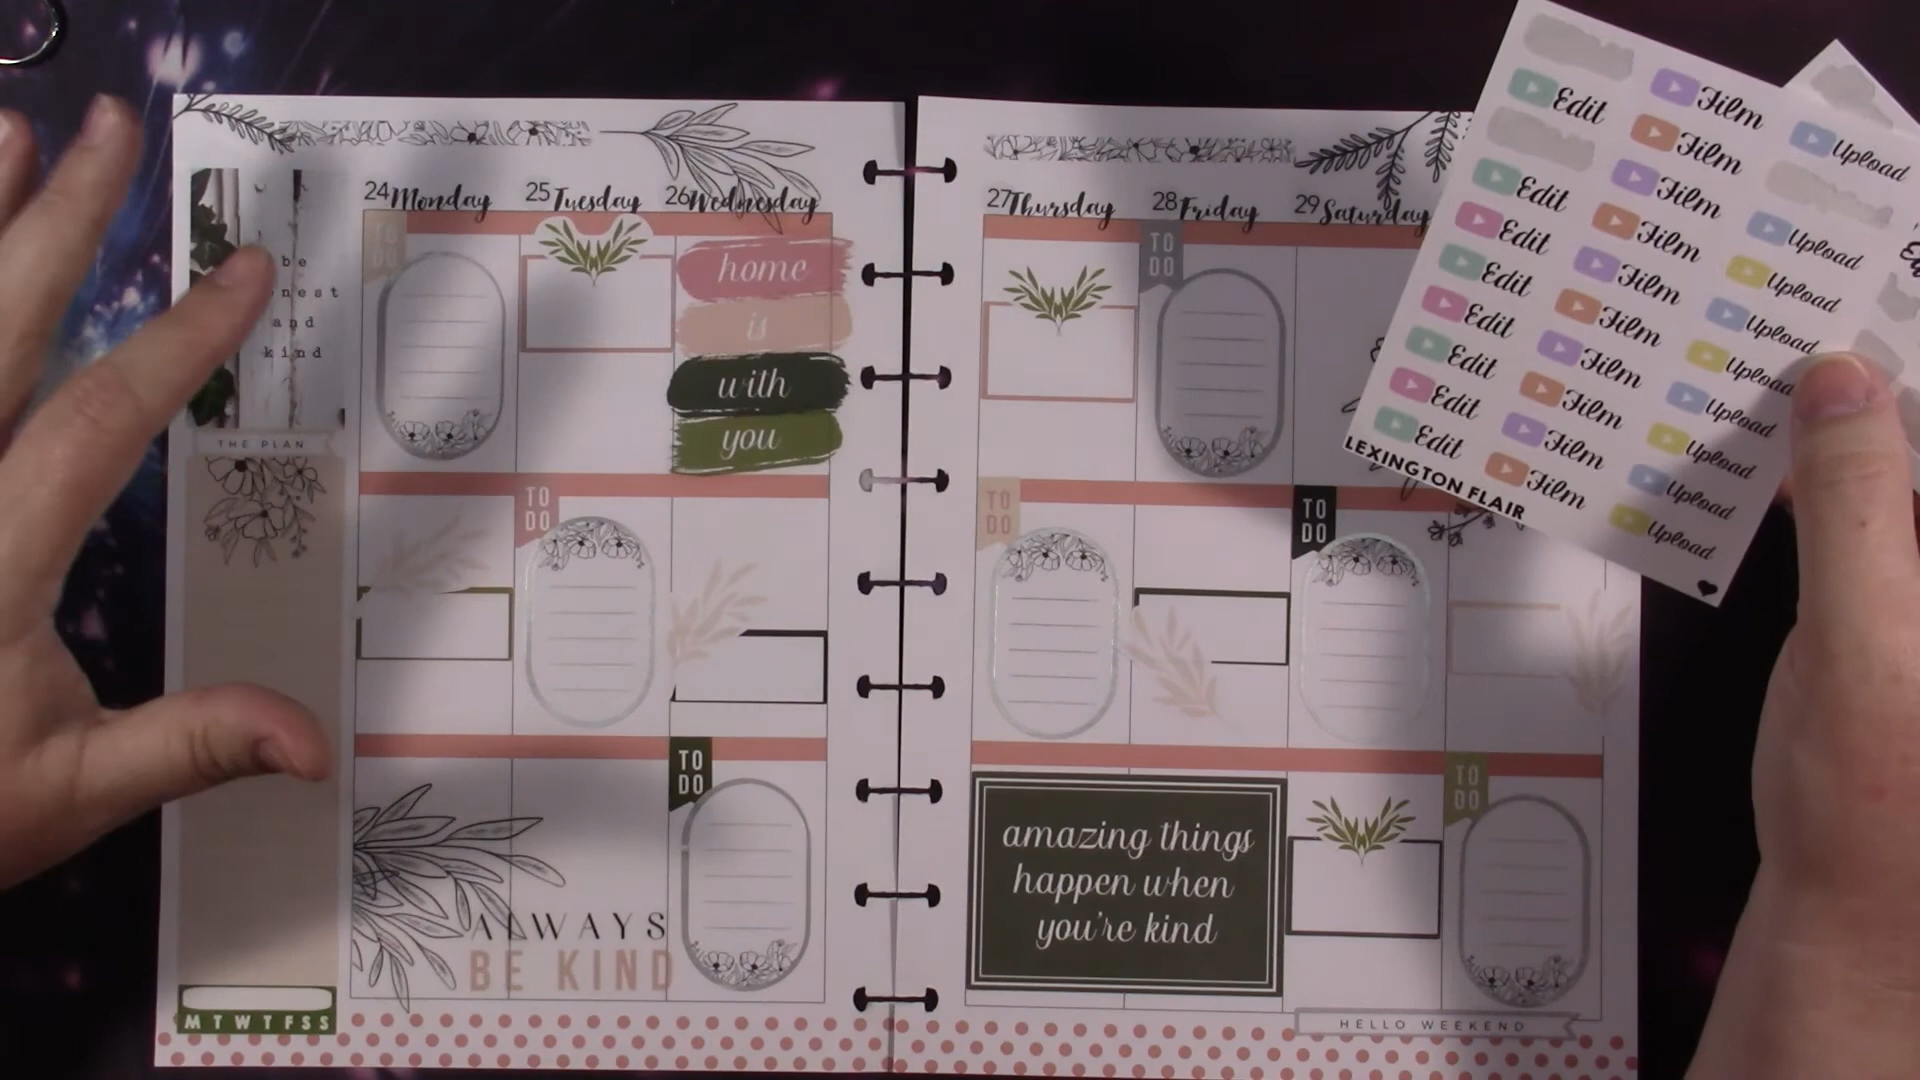 24 Monday
25 Tuesday
26 Wednesday
27 Thursday
28 Friday
29 Saturday
be
and
kind
THE PLAN
TO
DO
home
is
with
you
TO
DO
TO
DO
TO
DO
TO
DO
TO
DO
ALWAYS
BE KIND
amazing things
happen when
you're kind
TO
DO
M T W T F S S
HELLO WEEKEND
Edit Film Upload
Film
Edit Film Upload
Edit Film Upload
Edit Film Upload
Edit Film Upload
Edit Film Upload
Edit Film Upload
Edit Film Upload
Film Upload
Upload
LEXINGTON FLAIR